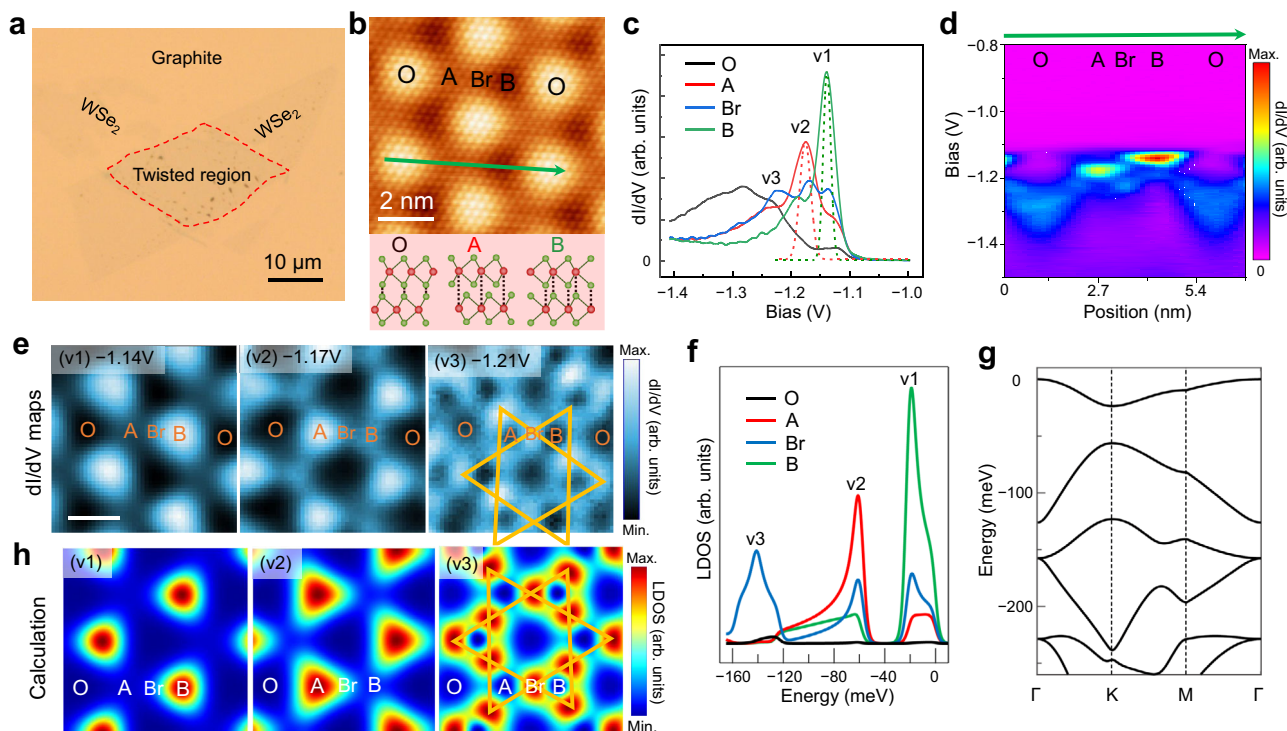 a
Graphite
WSe₂
WSe₂
Twisted region
10 μm
b
O A Br B O
2 nm
O A B
c
O
A
Br
B
v1
v2
v3
dI/dV (arb. units)
0
−1.4 −1.3 −1.2 −1.1 −1.0
Bias (V)
d
O A Br B O
Bias (V)
−0.8
−1.0
−1.2
−1.4
0 2.7 5.4
Position (nm)
Max.
dI/dV (arb. units)
0
e
dI/dV maps
(v1) −1.14V
O A Br B O
(v2) −1.17V
O A Br B O
(v3) −1.21V
O A Br B O
Max.
dI/dV (arb. units)
Min.
f
O
A
Br
B
v1
v2
v3
LDOS (arb. units)
−160 −120 −80 −40 0
Energy (meV)
g
Energy (meV)
0
−100
−200
Γ K M Γ
h
Calculation
(v1)
O A Br B
(v2)
O A Br B
(v3)
O A Br B
Max.
LDOS (arb. units)
Min.